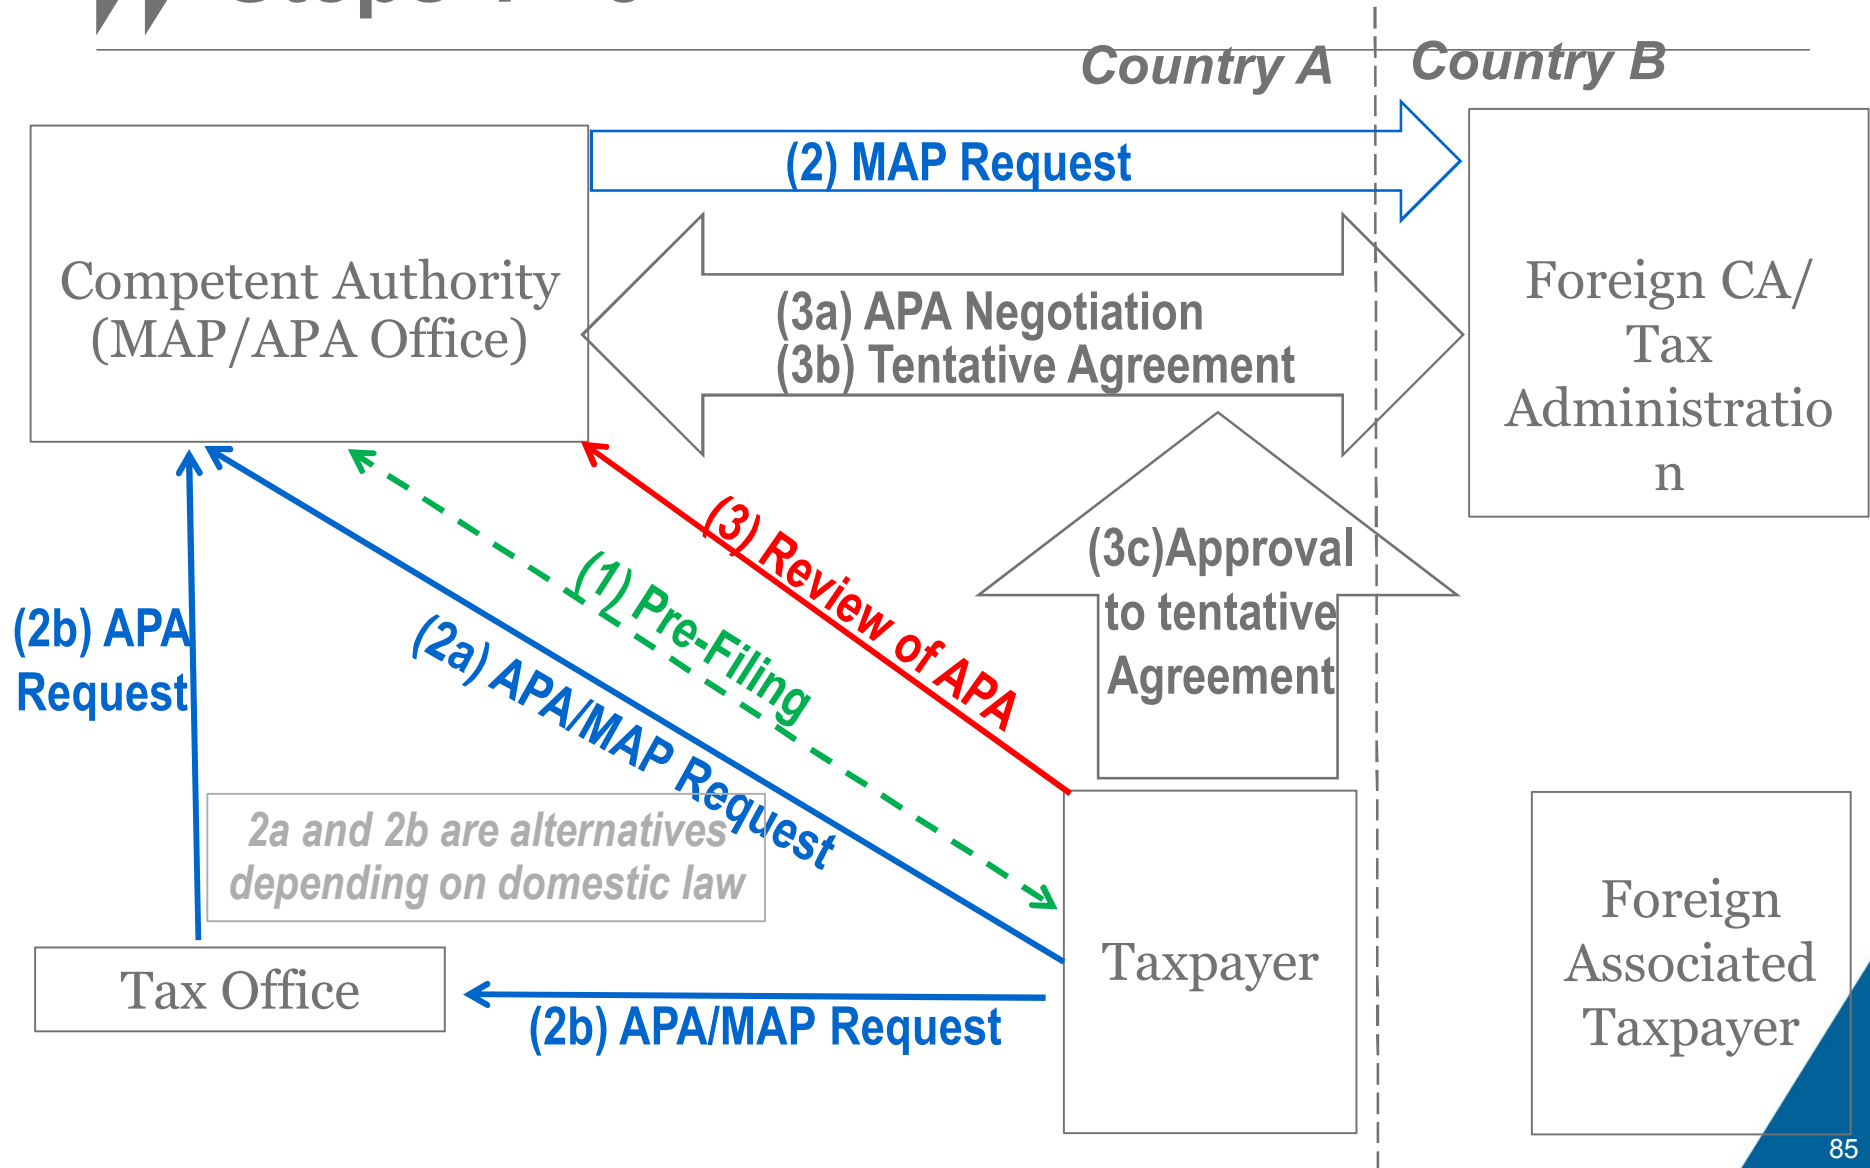 Country A
Country B
(2) MAP Request
Competent Authority
(MAP/APA Office)
Foreign CA/
Tax
Administratio
n
(3a) APA Negotiation
(3b) Tentative Agreement
(3) Review of APA
(1) Pre-Filing
(2a) APA/MAP Request
(3c)Approval
to tentative
Agreement
(2b) APA
Request
2a and 2b are alternatives
depending on domestic law
Tax Office
(2b) APA/MAP Request
Taxpayer
Foreign
Associated
Taxpayer
85